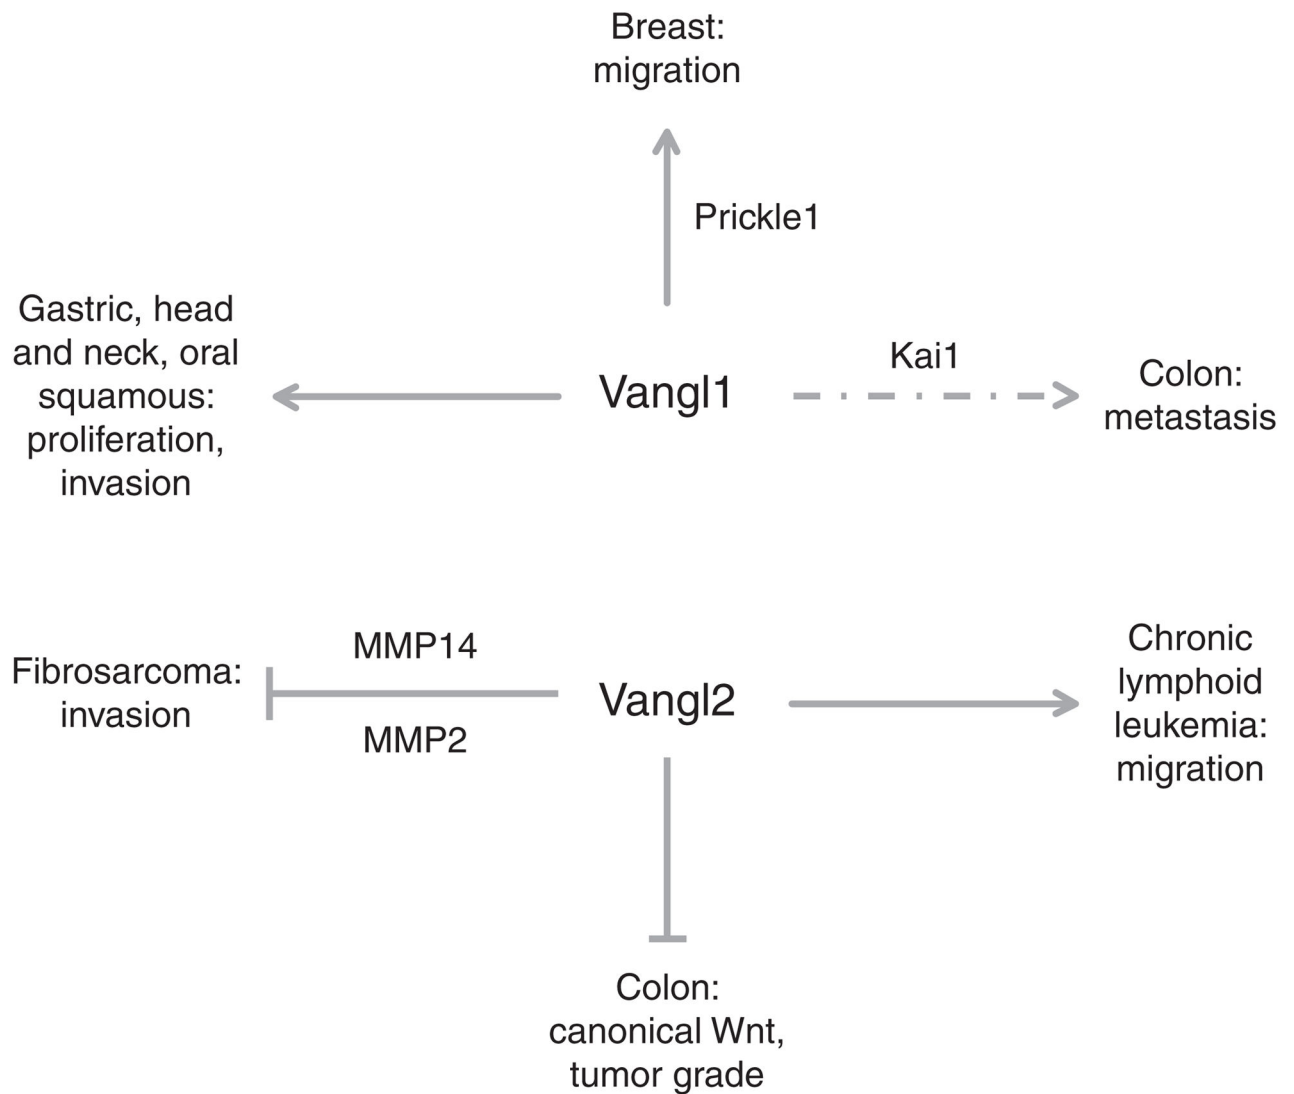 Breast:
migration
Prickle1
Gastric, head
and neck, oral
squamous:
proliferation,
invasion
Vangl1
Kai1
Colon:
metastasis
Fibrosarcoma:
invasion
MMP14
MMP2
Vangl2
Chronic
lymphoid
leukemia:
migration
Colon:
canonical Wnt,
tumor grade